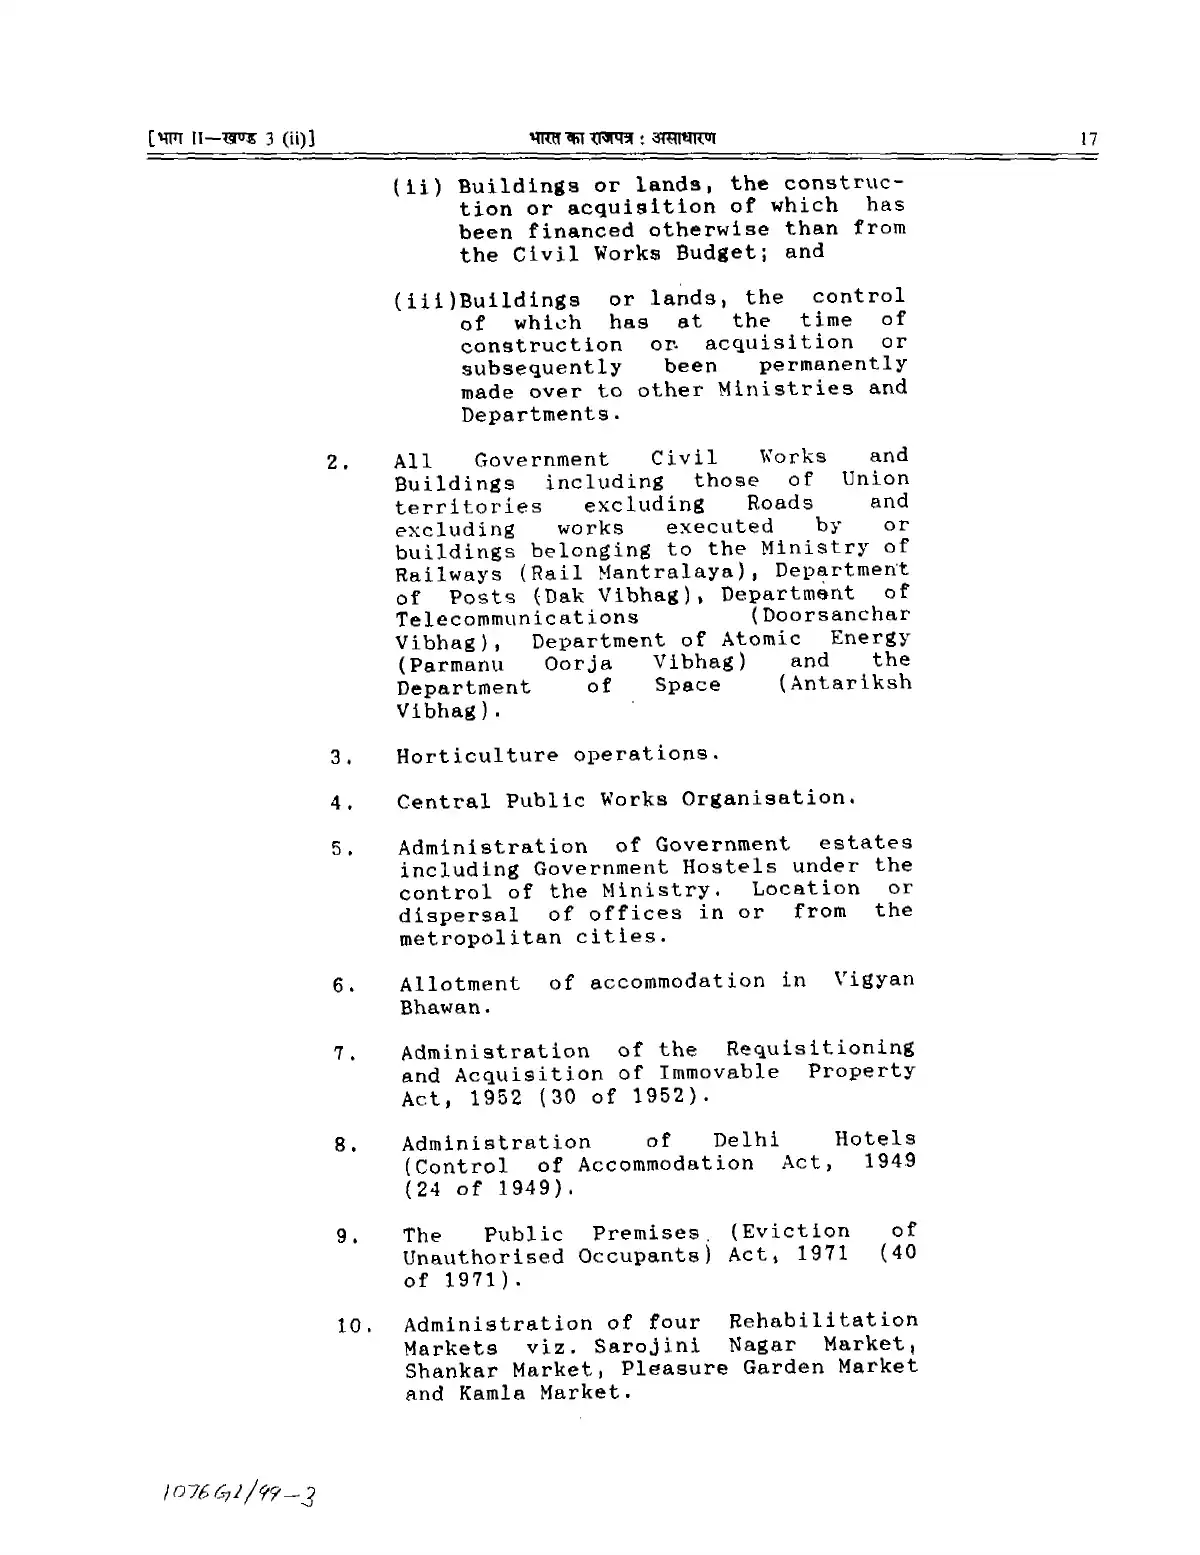 [भाग II—खण्ड 3 (ii)] भारत का राजपत्र : असाधारण 17
(ii) Buildings or lands, the construc-
tion or acquisition of which has
been financed otherwise than from
the Civil Works Budget; and
(iii)Buildings or lands, the control
of which has at the time of
construction or acquisition or
subsequently been permanently
made over to other Ministries and
Departments.
2. All Government Civil Works and
Buildings including those of Union
territories excluding Roads and
excluding works executed by or
buildings belonging to the Ministry of
Railways (Rail Mantralaya), Department
of Posts (Dak Vibhag), Department of
Telecommunications (Doorsanchar
Vibhag), Department of Atomic Energy
(Parmanu Oorja Vibhag) and the
Department of Space (Antariksh
Vibhag).
3. Horticulture operations.
4. Central Public Works Organisation.
5. Administration of Government estates
including Government Hostels under the
control of the Ministry. Location or
dispersal of offices in or from the
metropolitan cities.
6. Allotment of accommodation in Vigyan
Bhawan.
7. Administration of the Requisitioning
and Acquisition of Immovable Property
Act, 1952 (30 of 1952).
8. Administration of Delhi Hotels
(Control of Accommodation Act, 1949
(24 of 1949).
9. The Public Premises (Eviction of
Unauthorised Occupants) Act, 1971 (40
of 1971).
10. Administration of four Rehabilitation
Markets viz. Sarojini Nagar Market,
Shankar Market, Pleasure Garden Market
and Kamla Market.
1076 GI/99—3